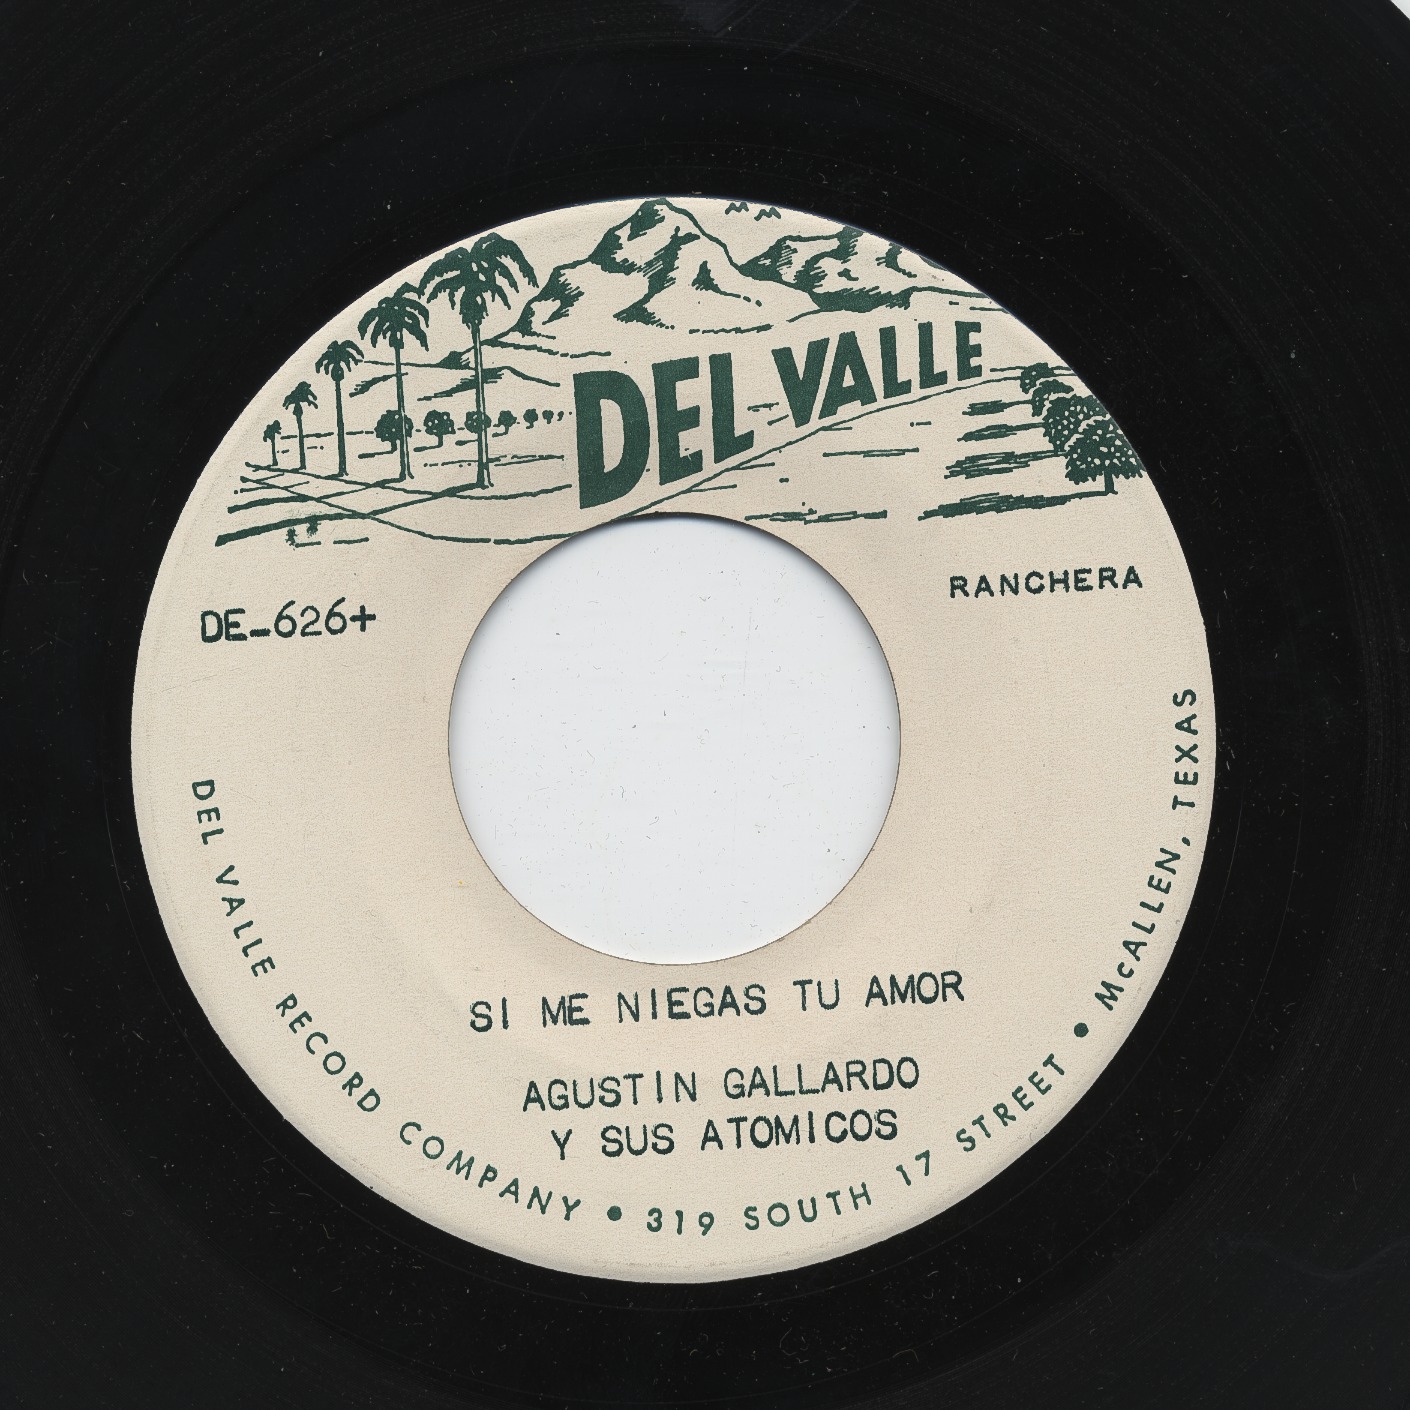 DEL VALLE
RANCHERA
DE-626+
SI ME NIEGAS TU AMOR
AGUSTIN GALLARDO
Y SUS ATOMICOS
DEL VALLE RECORD COMPANY • 319 SOUTH 17 STREET • McALLEN, TEXAS